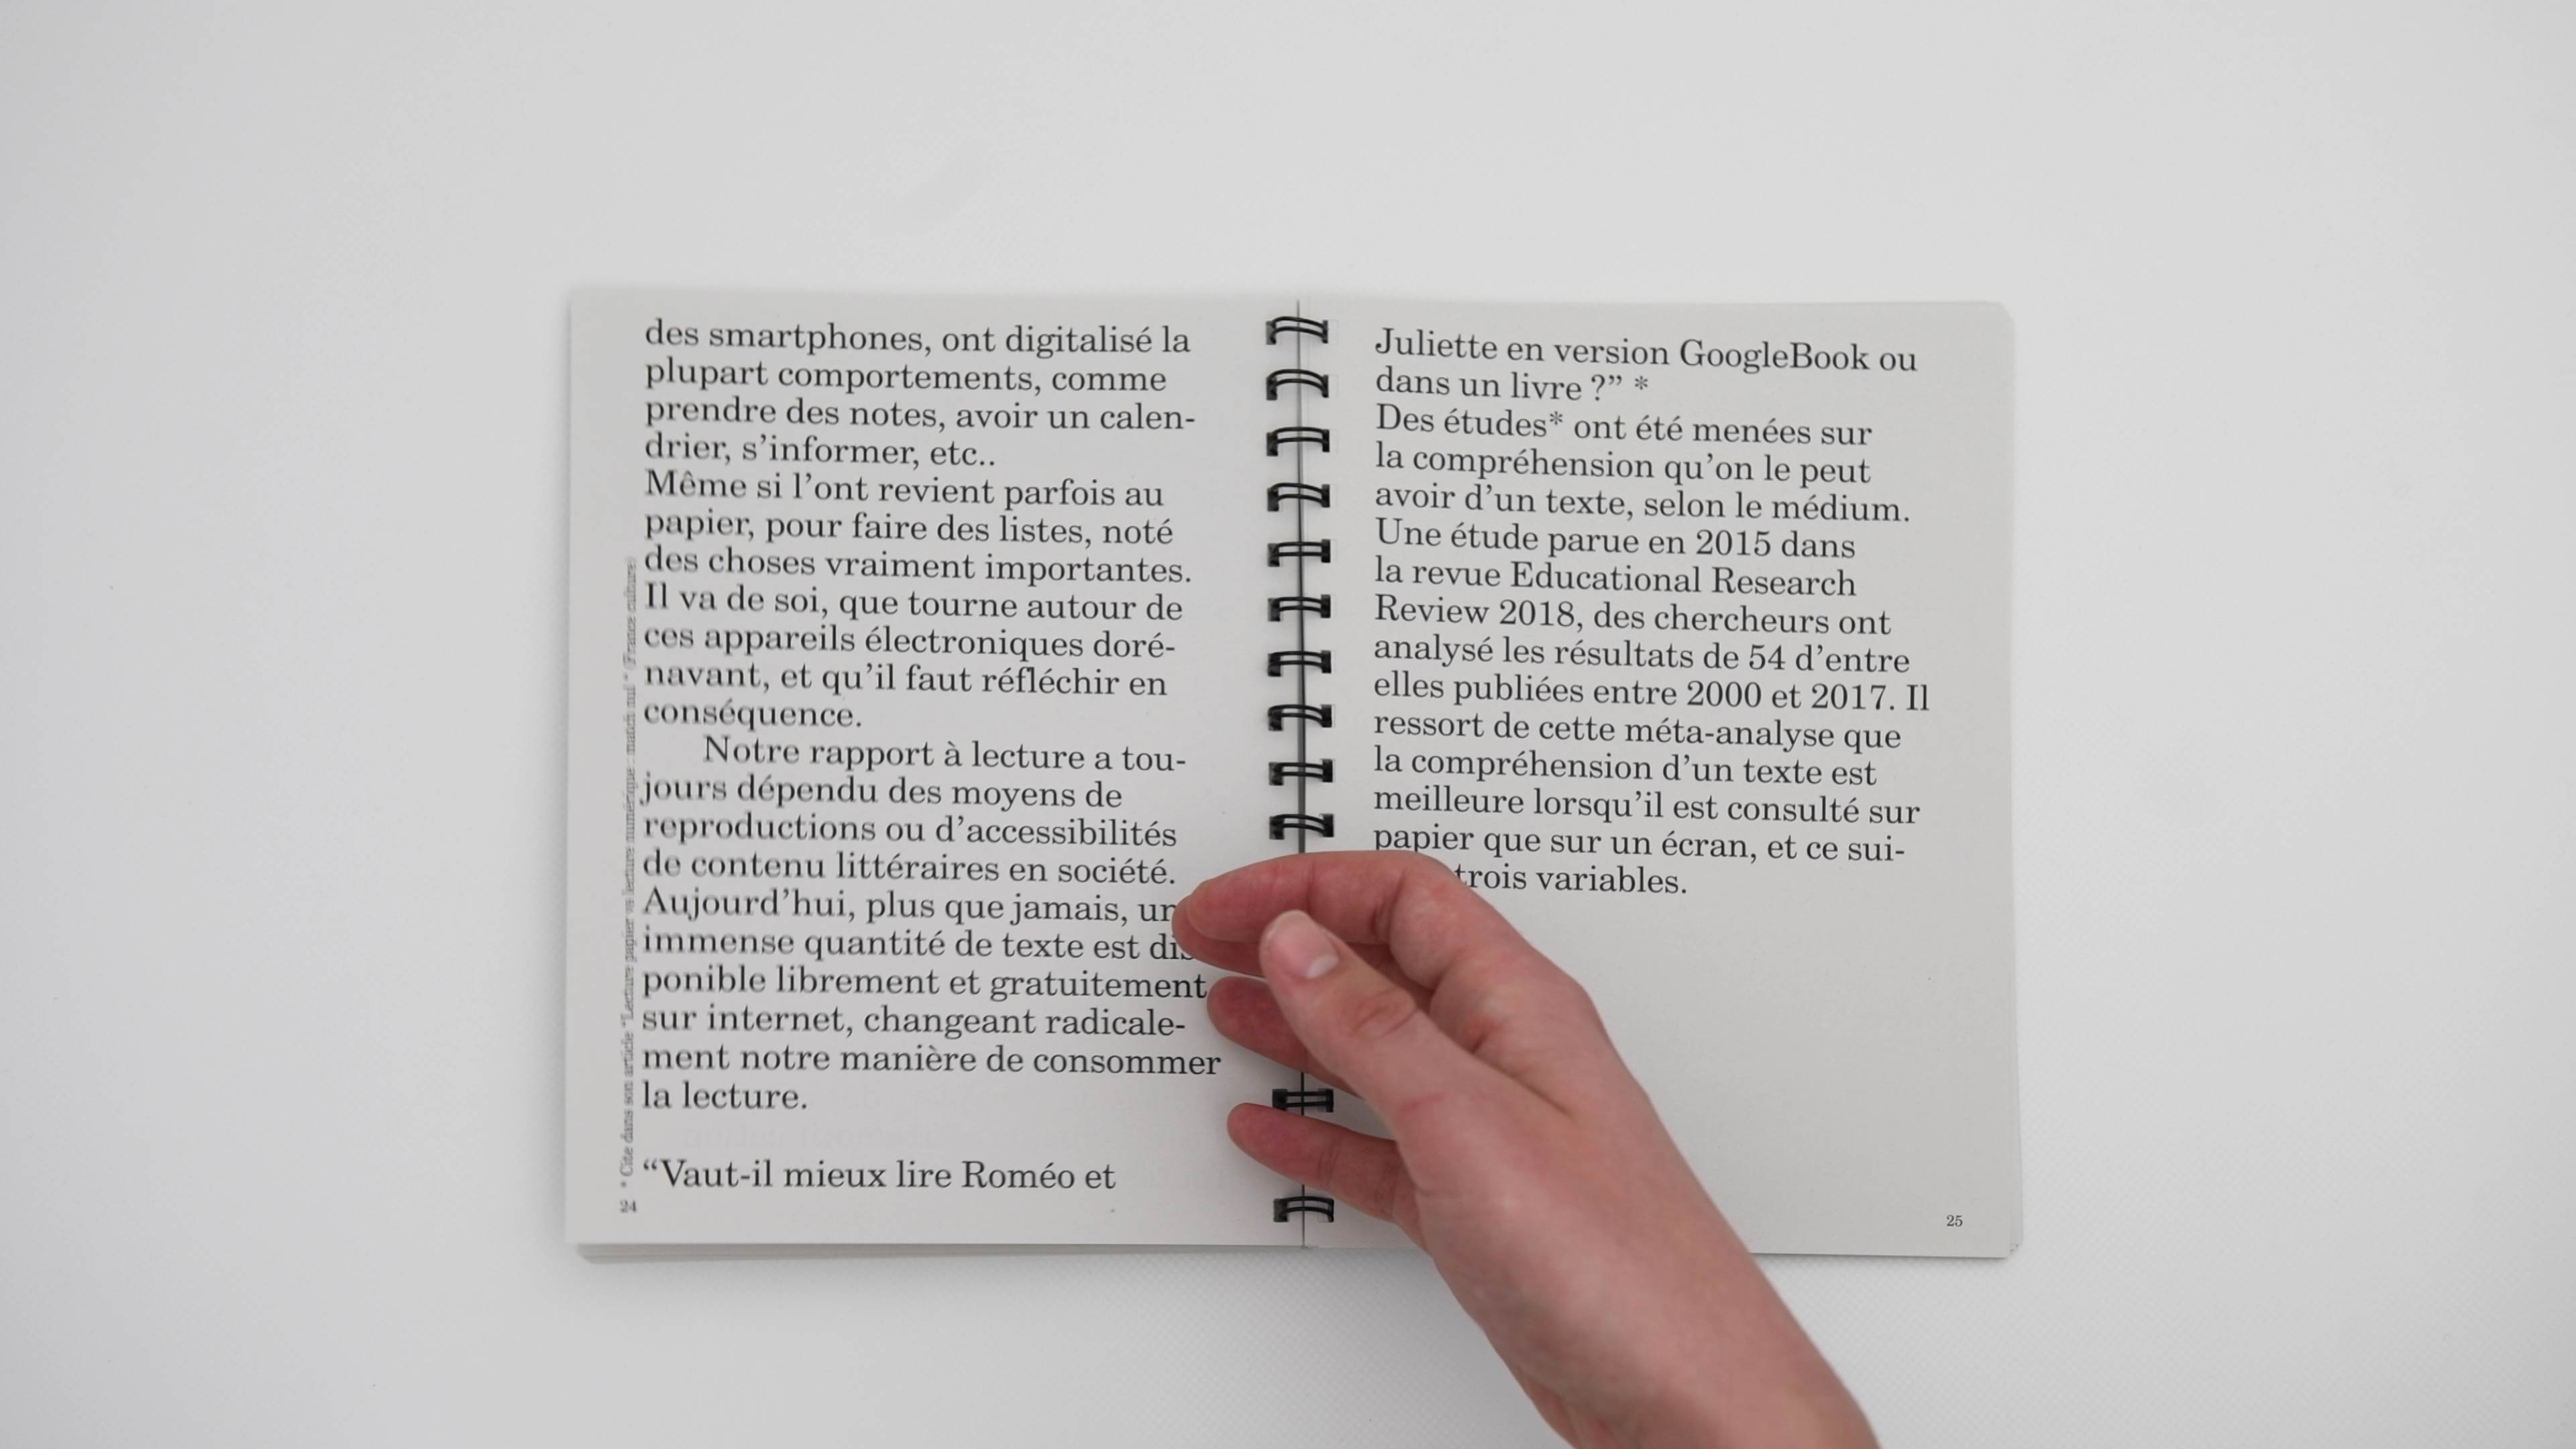 des smartphones, ont digitalisé la
plupart comportements, comme
prendre des notes, avoir un calen-
drier, s’informer, etc..
Même si l’ont revient parfois au
papier, pour faire des listes, noté
des choses vraiment importantes.
Il va de soi, que tourne autour de
ces appareils électroniques doré-
navant, et qu’il faut réfléchir en
conséquence.
Notre rapport à lecture a tou-
jours dépendu des moyens de
reproductions ou d’accessibilités
de contenu littéraires en société.
Aujourd’hui, plus que jamais,
immense quantité de texte est
ponible librement et gratuitement
sur internet, changeant radicale-
ment notre manière de consommer
la lecture.
“Vaut-il mieux lire Roméo et
* Cité dans son article "Lecture papier vs lecture numérique : match nul " (France culture)
24
Juliette en version GoogleBook ou
dans un livre ?” *
Des études* ont été menées sur
la compréhension qu’on le peut
avoir d’un texte, selon le médium.
Une étude parue en 2015 dans
la revue Educational Research
Review 2018, des chercheurs ont
analysé les résultats de 54 d’entre
elles publiées entre 2000 et 2017. Il
ressort de cette méta-analyse que
la compréhension d’un texte est
meilleure lorsqu’il est consulté sur
papier que sur un écran, et ce sui-
trois variables.
25